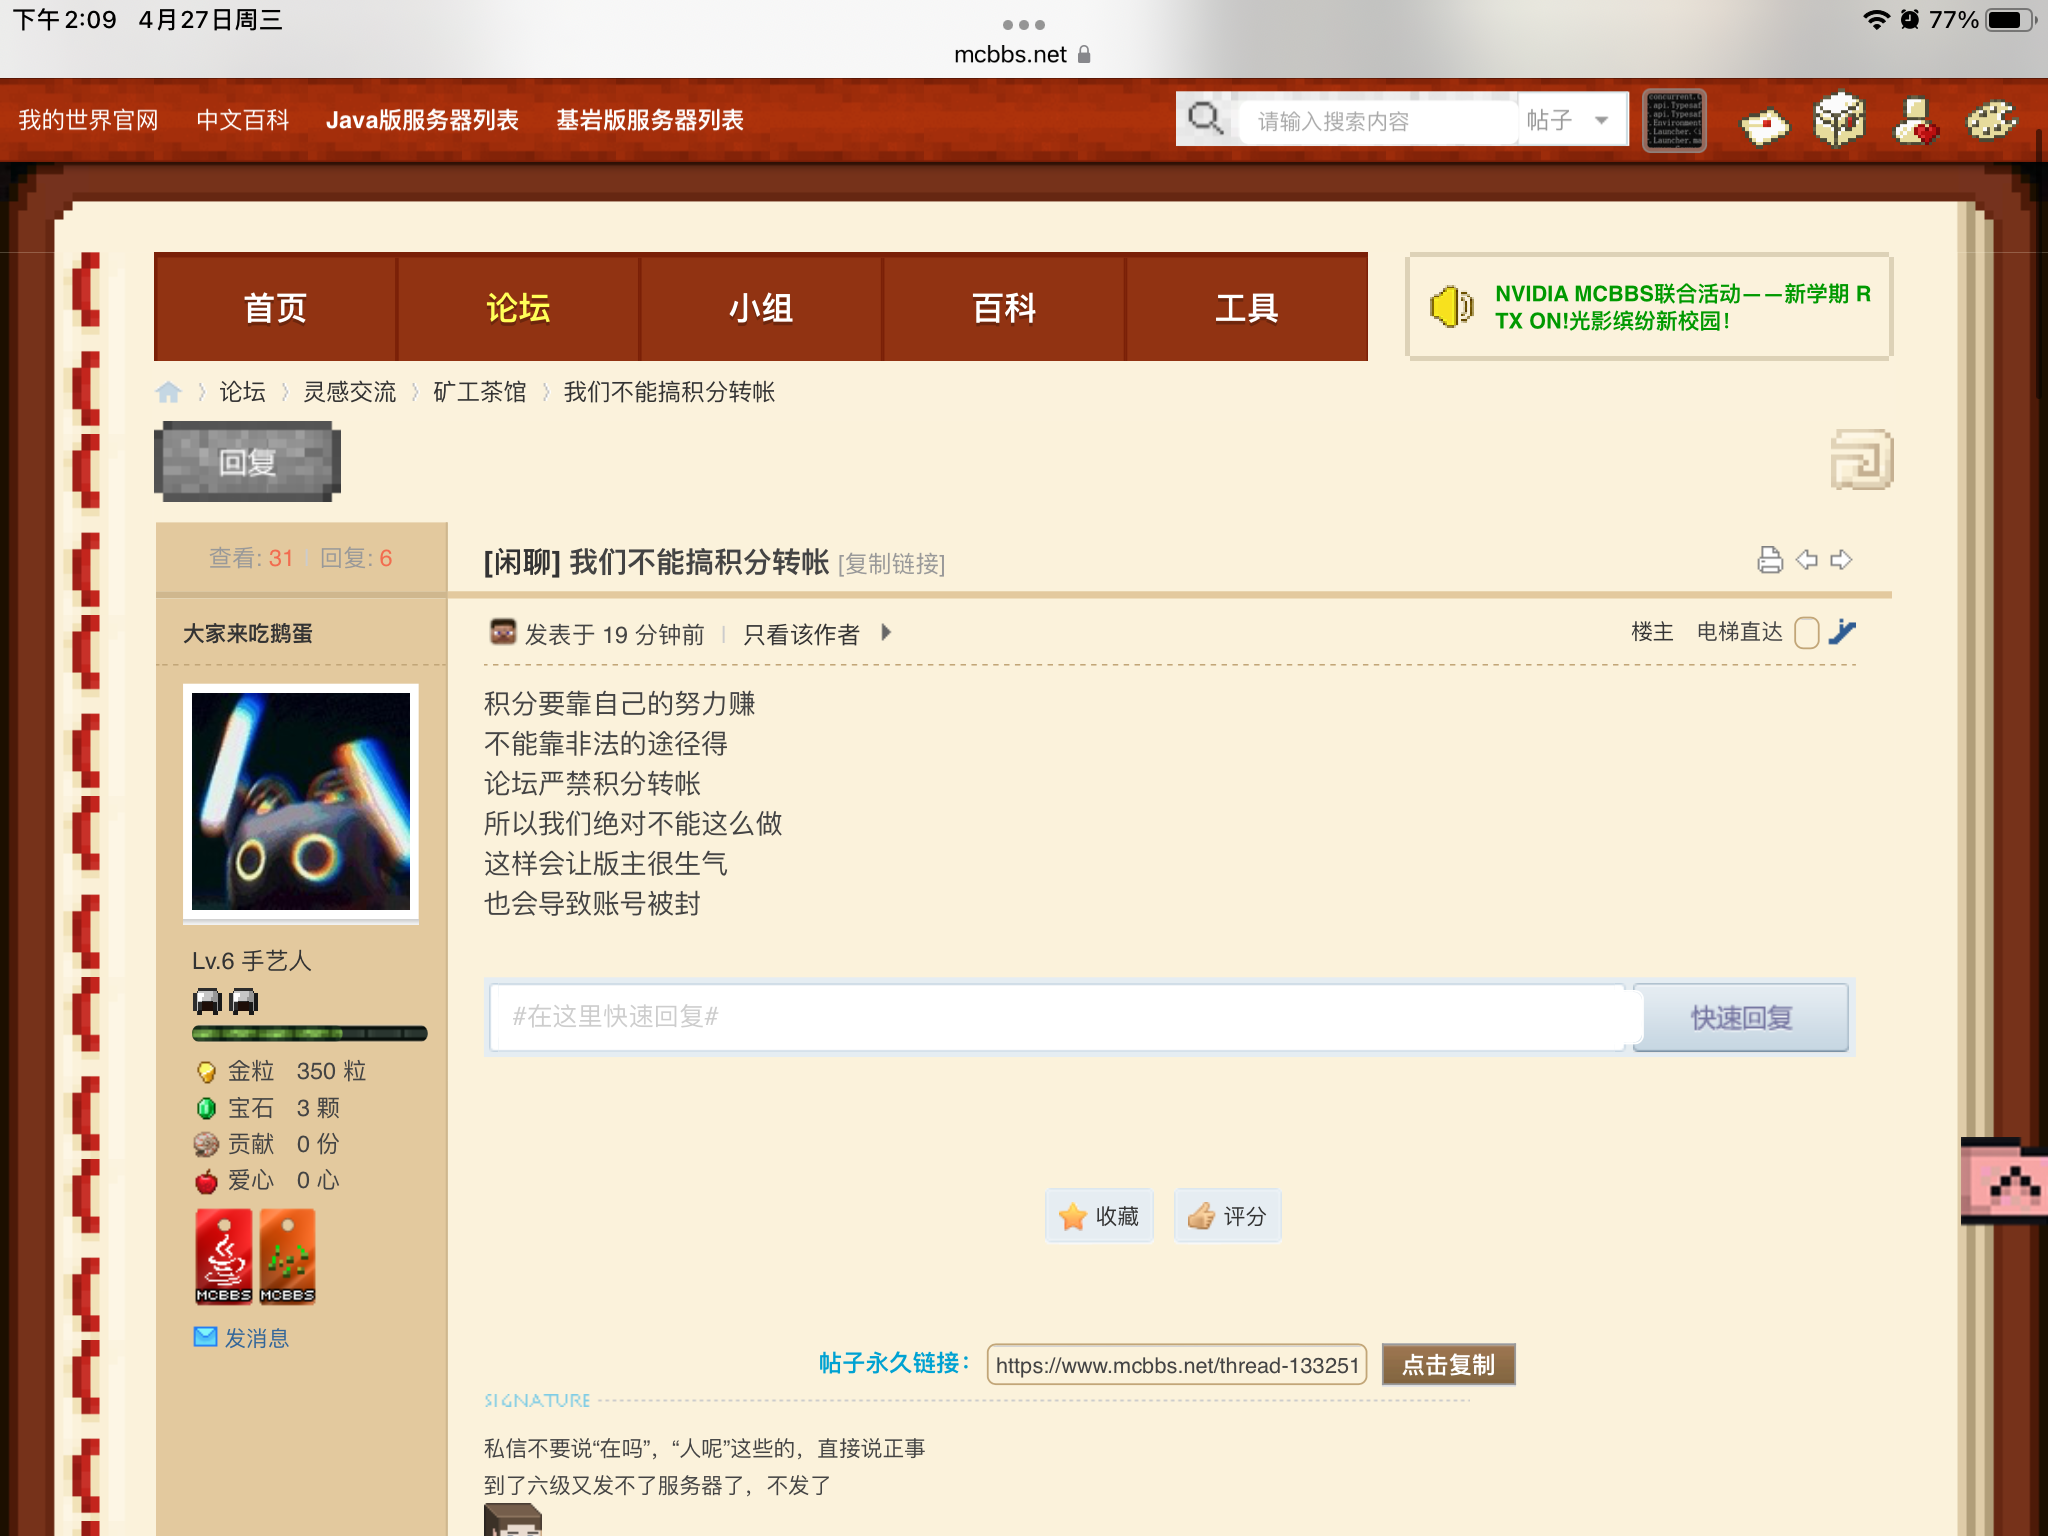 下午2:09 4月27日周三
77%
mcbbs.net
我的世界官网 中文百科 Java版服务器列表 基岩版服务器列表
请输入搜索内容 帖子
首页 论坛 小组 百科 工具
NVIDIA MCBBS联合活动——新学期 R
TX ON!光影缤纷新校园!
论坛 灵感交流 矿工茶馆 我们不能搞积分转帐
回复
查看: 31 回复: 6
[闲聊] 我们不能搞积分转帐 [复制链接]
大家来吃鹅蛋
发表于 19 分钟前 只看该作者
楼主 电梯直达
积分要靠自己的努力赚
不能靠非法的途径得
论坛严禁积分转帐
所以我们绝对不能这么做
这样会让版主很生气
也会导致账号被封
Lv.6 手艺人
金粒 350 粒
宝石 3 颗
贡献 0 份
爱心 0 心
MCBBS MCBBS
发消息
#在这里快速回复# 快速回复
收藏 评分
帖子永久链接: https://www.mcbbs.net/thread-133251 点击复制
SIGNATURE
私信不要说“在吗”，“人呢”这些的，直接说正事
到了六级又发不了服务器了，不发了